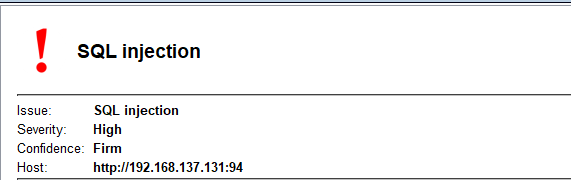 SQL injection
Issue: SQL injection
Severity: High
Confidence: Firm
Host: http://192.168.137.131:94